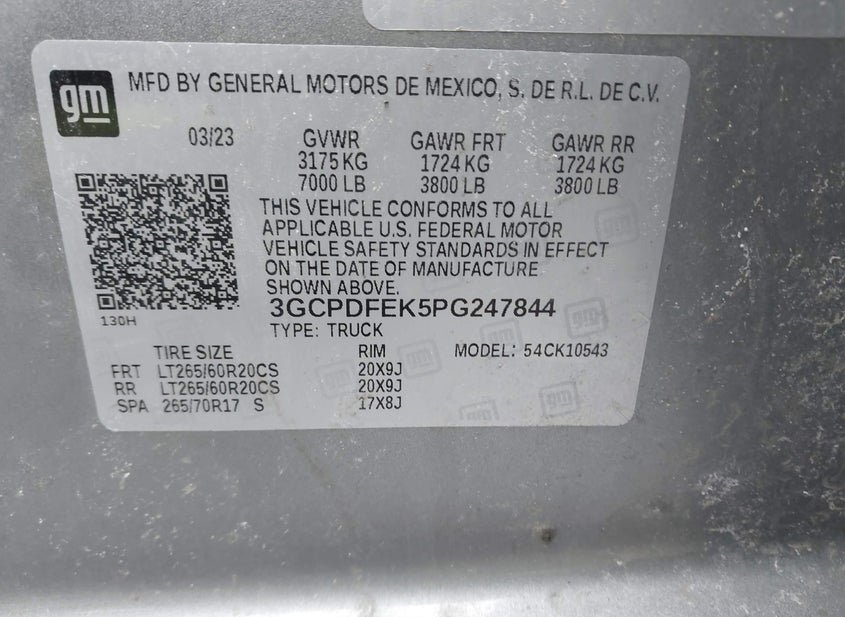 gm
MFD BY GENERAL MOTORS DE MEXICO, S. DE R.L. DE C.V.
03/23 GVWR GAWR FRT GAWR RR
3175 KG 1724 KG 1724 KG
7000 LB 3800 LB 3800 LB
THIS VEHICLE CONFORMS TO ALL
APPLICABLE U.S. FEDERAL MOTOR
VEHICLE SAFETY STANDARDS IN EFFECT
ON THE DATE OF MANUFACTURE
SHOWN ABOVE.
3GCPDFEK5PG247844
130H
TYPE: TRUCK
TIRE SIZE RIM MODEL: 54CK10543
FRT LT265/60R20CS 20X9J
RR LT265/60R20CS 20X9J
SPA 265/70R17 S 17X8J